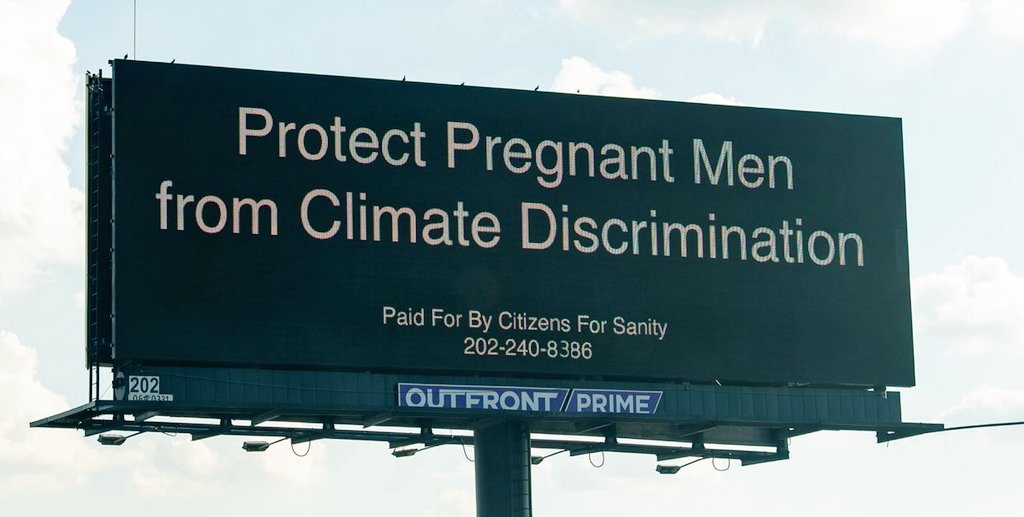 Protect Pregnant Men
from Climate Discrimination
Paid For By Citizens For Sanity
202-240-8386
202
OUTFRONT/PRIME